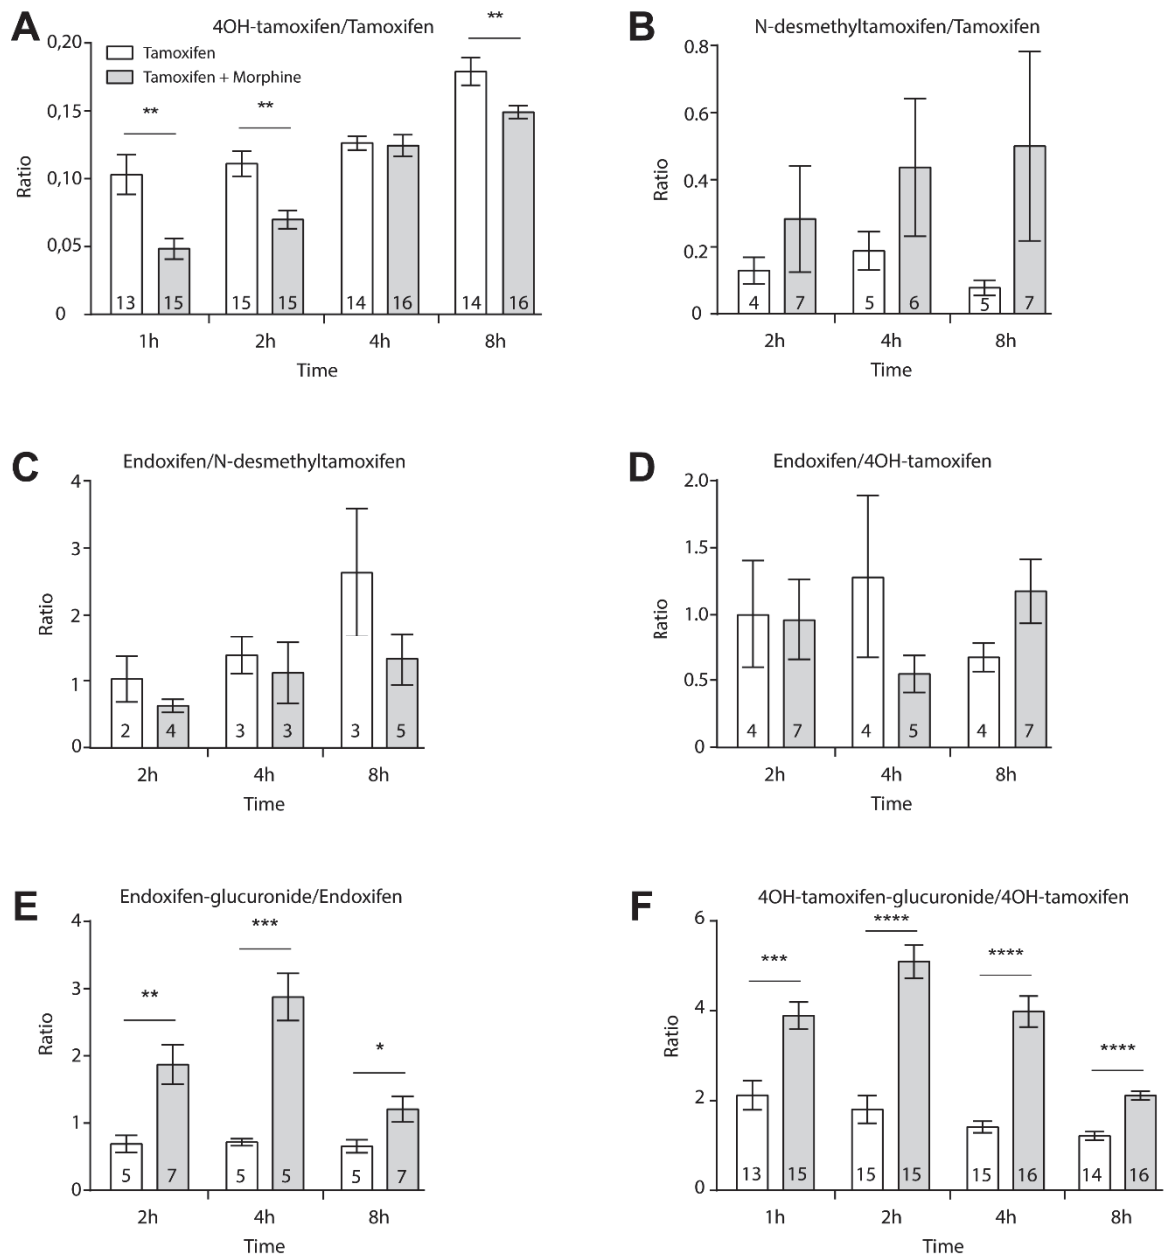 A
4OH-tamoxifen/Tamoxifen
**
0,20
Tamoxifen
Tamoxifen + Morphine
**
**
0,15
0,10
0,05
0
Ratio
13
15
15
15
14
16
14
16
1h
2h
4h
8h
Time
B
N-desmethyltamoxifen/Tamoxifen
0.8
0.6
0.4
0.2
0
Ratio
4
7
5
6
5
7
2h
4h
8h
Time
C
Endoxifen/N-desmethyltamoxifen
4
3
2
1
0
Ratio
2
4
3
3
3
5
2h
4h
8h
Time
D
Endoxifen/4OH-tamoxifen
2.0
1.5
1.0
0.5
0
Ratio
4
7
4
5
4
7
2h
4h
8h
Time
E
Endoxifen-glucuronide/Endoxifen
4
3
2
1
0
Ratio
**
***
*
5
7
5
5
5
7
2h
4h
8h
Time
F
4OH-tamoxifen-glucuronide/4OH-tamoxifen
6
4
2
0
Ratio
***
****
****
****
13
15
15
15
15
16
14
16
1h
2h
4h
8h
Time